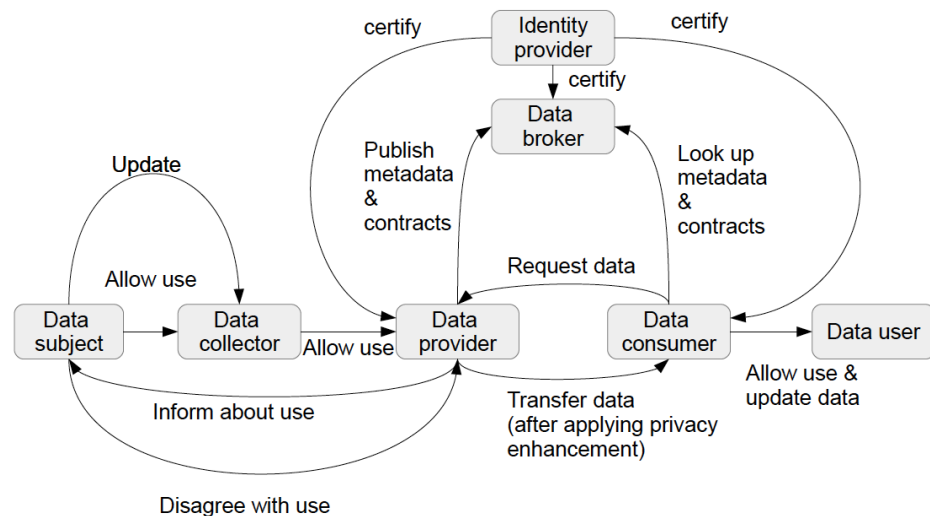 certify
Identity
provider
certify
certify
Data
broker
Update
Publish
metadata
&
contracts
Look up
metadata
&
contracts
Allow use
Request data
Data
subject
Data
collector
Allow use
Data
provider
Data
consumer
Data user
Inform about use
Transfer data
(after applying privacy
enhancement)
Allow use &
update data
Disagree with use